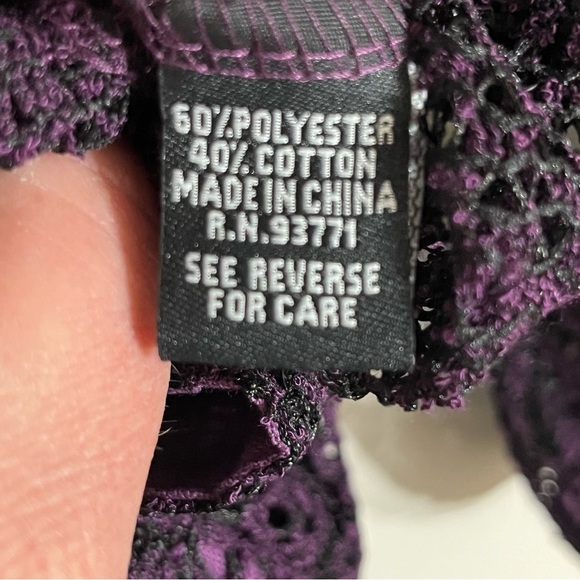 60% POLYESTER
40% COTTON
MADE IN CHINA
R.N. 93771
SEE REVERSE
FOR CARE